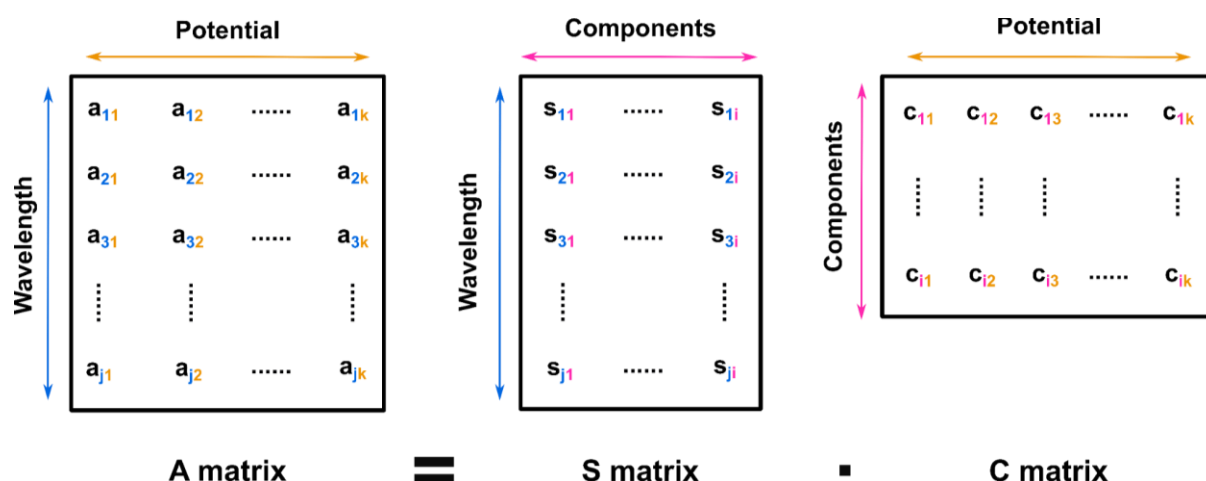 Potential Components Potential
Wavelength Wavelength Components
a11 a12 ...... a1k s11 ...... s1i c11 c12 c13 ...... c1k
a21 a22 ...... a2k s21 ...... s2i
a31 a32 ...... a3k s31 ...... s3i
aj1 aj2 ...... ajk sj1 ...... sji ci1 ci2 ci3 ...... cik
A matrix = S matrix . C matrix